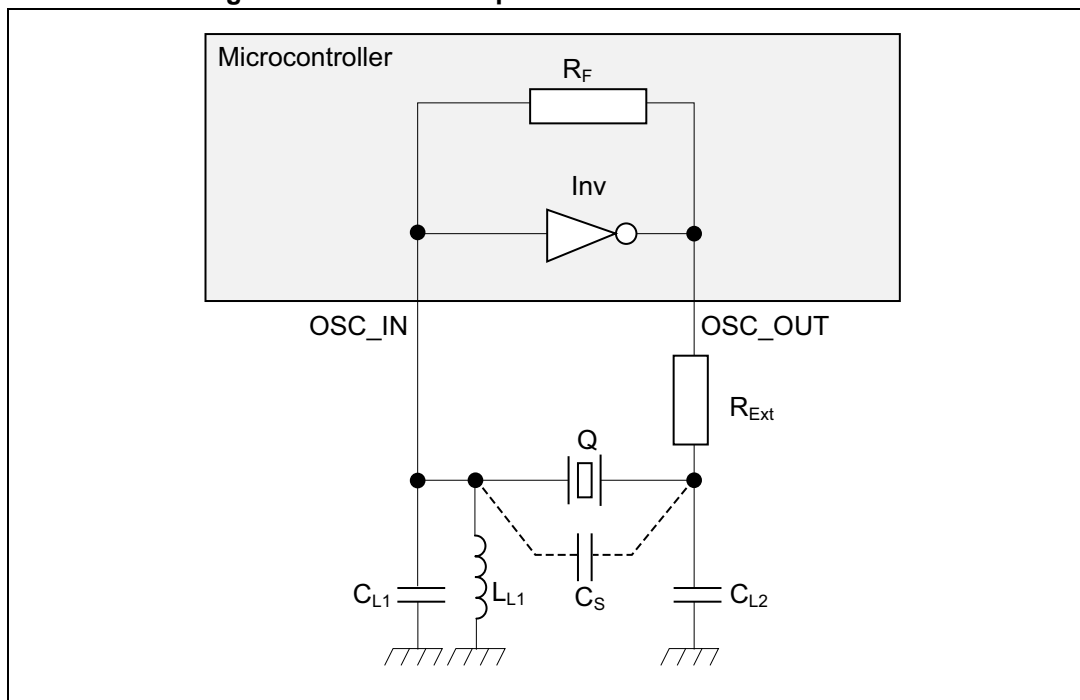 Microcontroller
R_F
Inv
OSC_IN
OSC_OUT
R_Ext
Q
C_L1
L_L1
C_S
C_L2